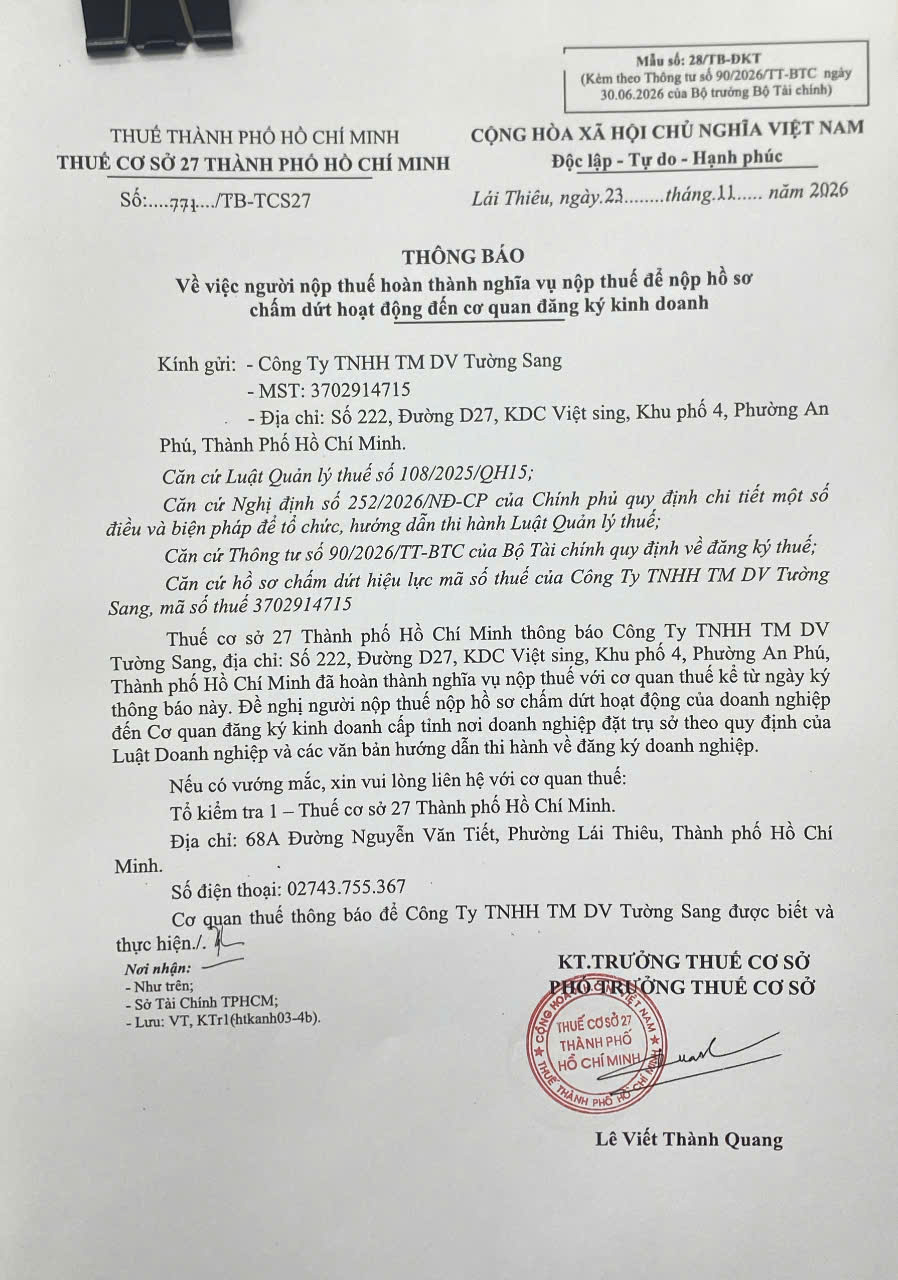 Mẫu số: 28/TB-ĐKT
(Kèm theo Thông tư số 90/2026/TT-BTC ngày
30.06.2026 của Bộ trưởng Bộ Tài chính)
THUẾ THÀNH PHỐ HỒ CHÍ MINH
THUẾ CƠ SỞ 27 THÀNH PHỐ HỒ CHÍ MINH
Số:....771..../TB-TCS27
CỘNG HÒA XÃ HỘI CHỦ NGHĨA VIỆT NAM
Độc lập - Tự do - Hạnh phúc
Lái Thiêu, ngày.23........tháng.11...... năm 2026
THÔNG BÁO
Về việc người nộp thuế hoàn thành nghĩa vụ nộp thuế để nộp hồ sơ
chấm dứt hoạt động đến cơ quan đăng ký kinh doanh
Kính gửi: - Công Ty TNHH TM DV Tường Sang
- MST: 3702914715
- Địa chỉ: Số 222, Đường D27, KDC Việt sing, Khu phố 4, Phường An
Phú, Thành Phố Hồ Chí Minh.
Căn cứ Luật Quản lý thuế số 108/2025/QH15;
Căn cứ Nghị định số 252/2026/NĐ-CP của Chính phủ quy định chi tiết một số
điều và biện pháp để tổ chức, hướng dẫn thi hành Luật Quản lý thuế;
Căn cứ Thông tư số 90/2026/TT-BTC của Bộ Tài chính quy định về đăng ký thuế;
Căn cứ hồ sơ chấm dứt hiệu lực mã số thuế của Công Ty TNHH TM DV Tường
Sang, mã số thuế 3702914715
Thuế cơ sở 27 Thành phố Hồ Chí Minh thông báo Công Ty TNHH TM DV
Tường Sang, địa chỉ: Số 222, Đường D27, KDC Việt sing, Khu phố 4, Phường An Phú,
Thành phố Hồ Chí Minh đã hoàn thành nghĩa vụ nộp thuế với cơ quan thuế kể từ ngày ký
thông báo này. Đề nghị người nộp thuế nộp hồ sơ chấm dứt hoạt động của doanh nghiệp
đến Cơ quan đăng ký kinh doanh cấp tỉnh nơi doanh nghiệp đặt trụ sở theo quy định của
Luật Doanh nghiệp và các văn bản hướng dẫn thi hành về đăng ký doanh nghiệp.
Nếu có vướng mắc, xin vui lòng liên hệ với cơ quan thuế:
Tổ kiểm tra 1 – Thuế cơ sở 27 Thành phố Hồ Chí Minh.
Địa chỉ: 68A Đường Nguyễn Văn Tiết, Phường Lái Thiêu, Thành phố Hồ Chí
Minh.
Số điện thoại: 02743.755.367
Cơ quan thuế thông báo để Công Ty TNHH TM DV Tường Sang được biết và
thực hiện./.
Nơi nhận:
- Như trên;
- Sở Tài Chính TPHCM;
- Lưu: VT, KTr1(htkanh03-4b).
KT.TRƯỞNG THUẾ CƠ SỞ
PHÓ TRƯỞNG THUẾ CƠ SỞ
CỘNG HÒA X.H.C.N VIỆT NAM
THUẾ CƠ SỞ 27
THÀNH PHỐ
HỒ CHÍ MINH
THUẾ THÀNH PHỐ HỒ CHÍ MINH
Lê Viết Thành Quang